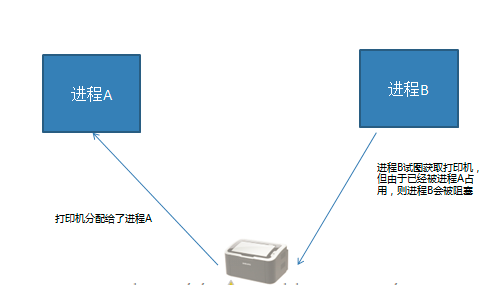 进程A
进程B
进程B试图获取打印机，
但由于已经被进程A占
用，则进程B会被阻塞
打印机分配给了进程A